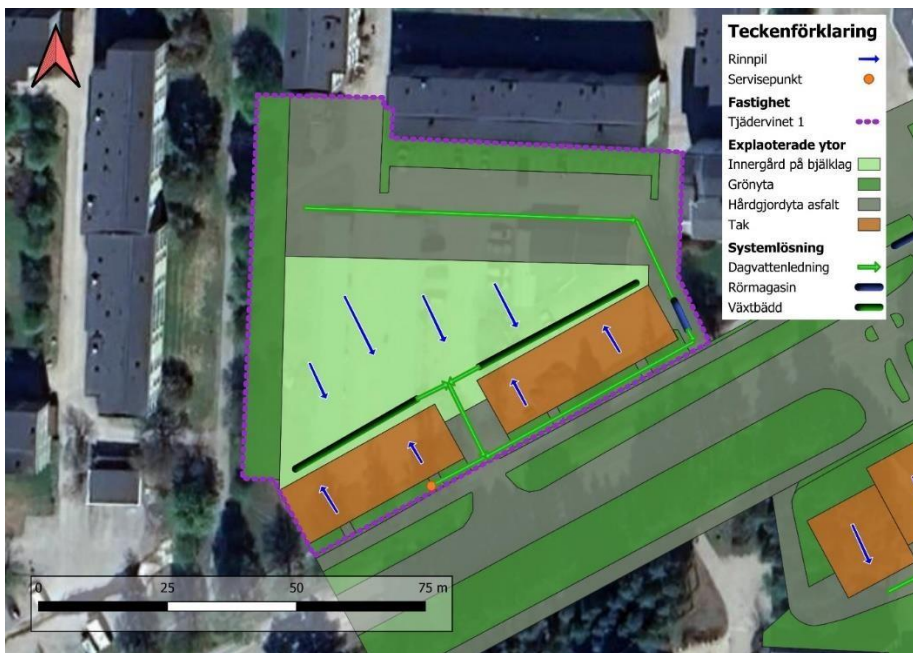 Teckenförklaring
Rinnpil
Servisepunkt
Fastighet
Tjädervinet 1
Explaoterade ytor
Innergård på bjälklag
Grönyta
Hårdgjordyta asfalt
Tak
Systemlösning
Dagvattenledning
Rörmagasin
Växtbädd
0 25 50 75 m